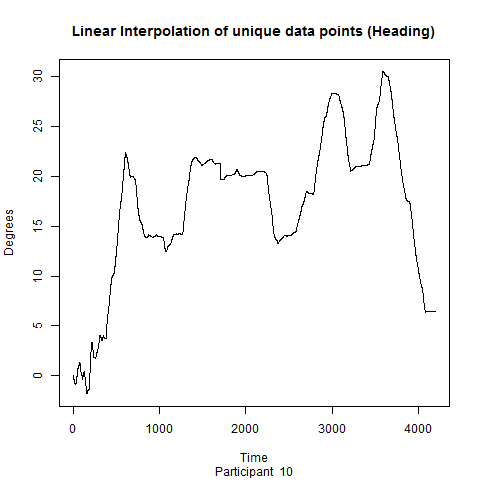 Linear Interpolation of unique data points (Heading)
30
25
20
15
10
5
0
Degrees
0 1000 2000 3000 4000
Time
Participant 10